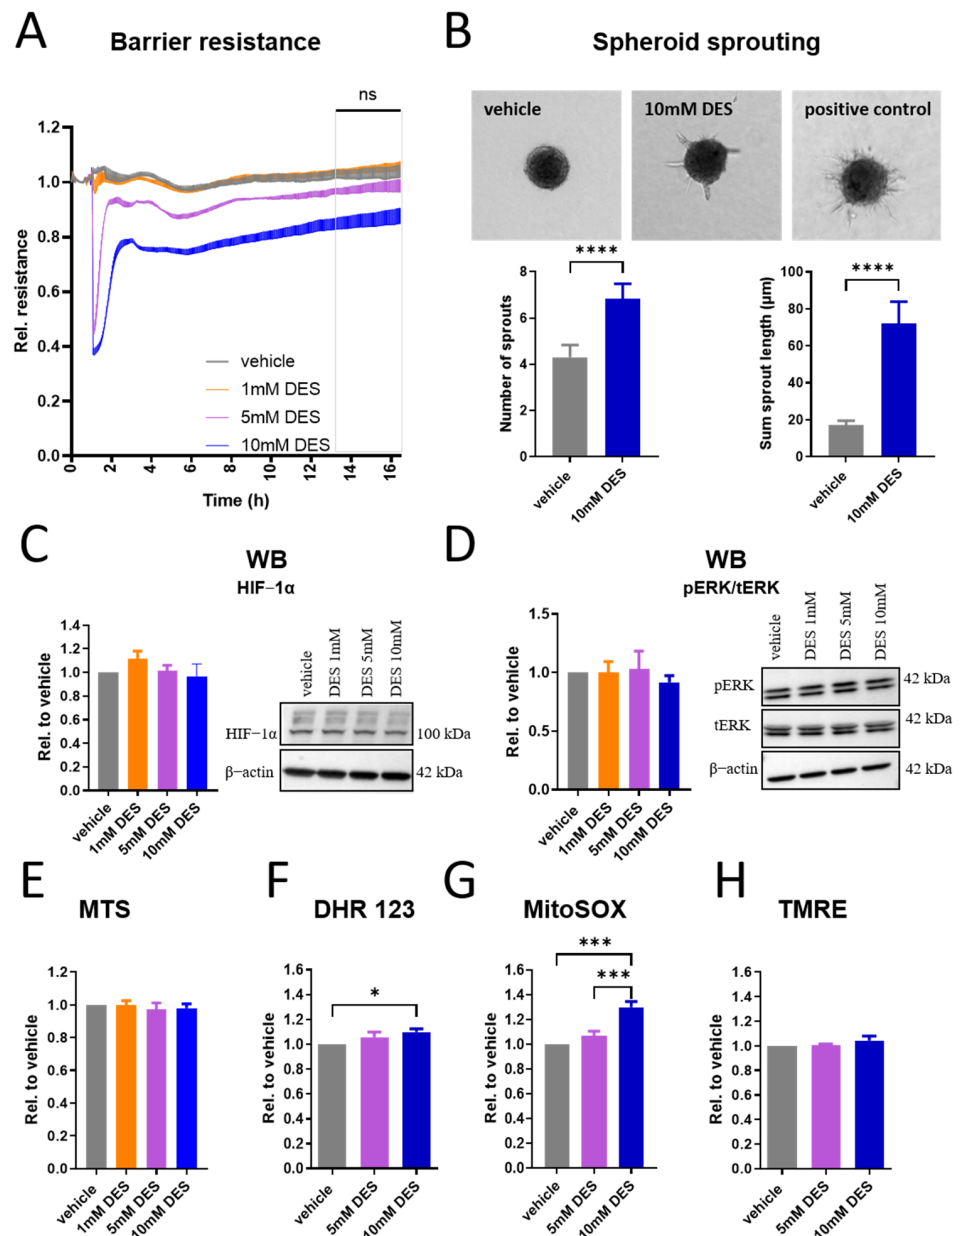 A
Barrier resistance
ns
1.2
1.0
0.8
0.6
0.4
0.2
0.0
Rel. resistance
vehicle
1mM DES
5mM DES
10mM DES
0 2 4 6 8 10 12 14 16
Time (h)
B
Spheroid sprouting
vehicle
10mM DES
positive control
****
8
6
4
2
0
Number of sprouts
vehicle
10mM DES
****
100
80
60
40
20
0
Sum sprout length (µm)
vehicle
10mM DES
C
WB
HIF−1α
1.4
1.2
1.0
0.8
0.6
0.4
0.2
0.0
Rel. to vehicle
vehicle
1mM DES
5mM DES
10mM DES
vehicle
DES 1mM
DES 5mM
DES 10mM
HIF−1α
100 kDa
β−actin
42 kDa
D
WB
pERK/tERK
1.5
1.0
0.5
0.0
Rel. to vehicle
vehicle
1mM DES
5mM DES
10mM DES
vehicle
DES 1mM
DES 5mM
DES 10mM
pERK
42 kDa
tERK
42 kDa
β−actin
42 kDa
E
MTS
1.2
1.0
0.8
0.6
0.4
0.2
0.0
Rel. to vehicle
vehicle
1mM DES
5mM DES
10mM DES
F
DHR 123
*
1.6
1.4
1.2
1.0
0.8
0.6
0.4
0.2
0.0
Rel. to vehicle
vehicle
5mM DES
10mM DES
G
MitoSOX
***
***
1.6
1.4
1.2
1.0
0.8
0.6
0.4
0.2
0.0
Rel. to vehicle
vehicle
5mM DES
10mM DES
H
TMRE
1.6
1.4
1.2
1.0
0.8
0.6
0.4
0.2
0.0
Rel. to vehicle
vehicle
5mM DES
10mM DES